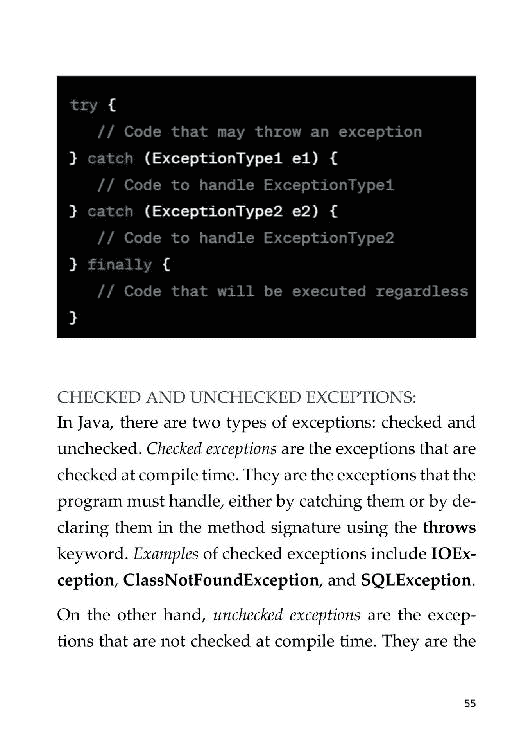 try {
// Code that may throw an exception
} catch (ExceptionType1 e1) {
// Code to handle ExceptionType1
} catch (ExceptionType2 e2) {
// Code to handle ExceptionType2
} finally {
// Code that will be executed regardless
}
CHECKED AND UNCHECKED EXCEPTIONS:
In Java, there are two types of exceptions: checked and
unchecked. Checked exceptions are the exceptions that are
checked at compile time. They are the exceptions that the
program must handle, either by catching them or by de-
claring them in the method signature using the throws
keyword. Examples of checked exceptions include IOEx-
ception, ClassNotFoundException, and SQLException.
On the other hand, unchecked exceptions are the excep-
tions that are not checked at compile time. They are the
55